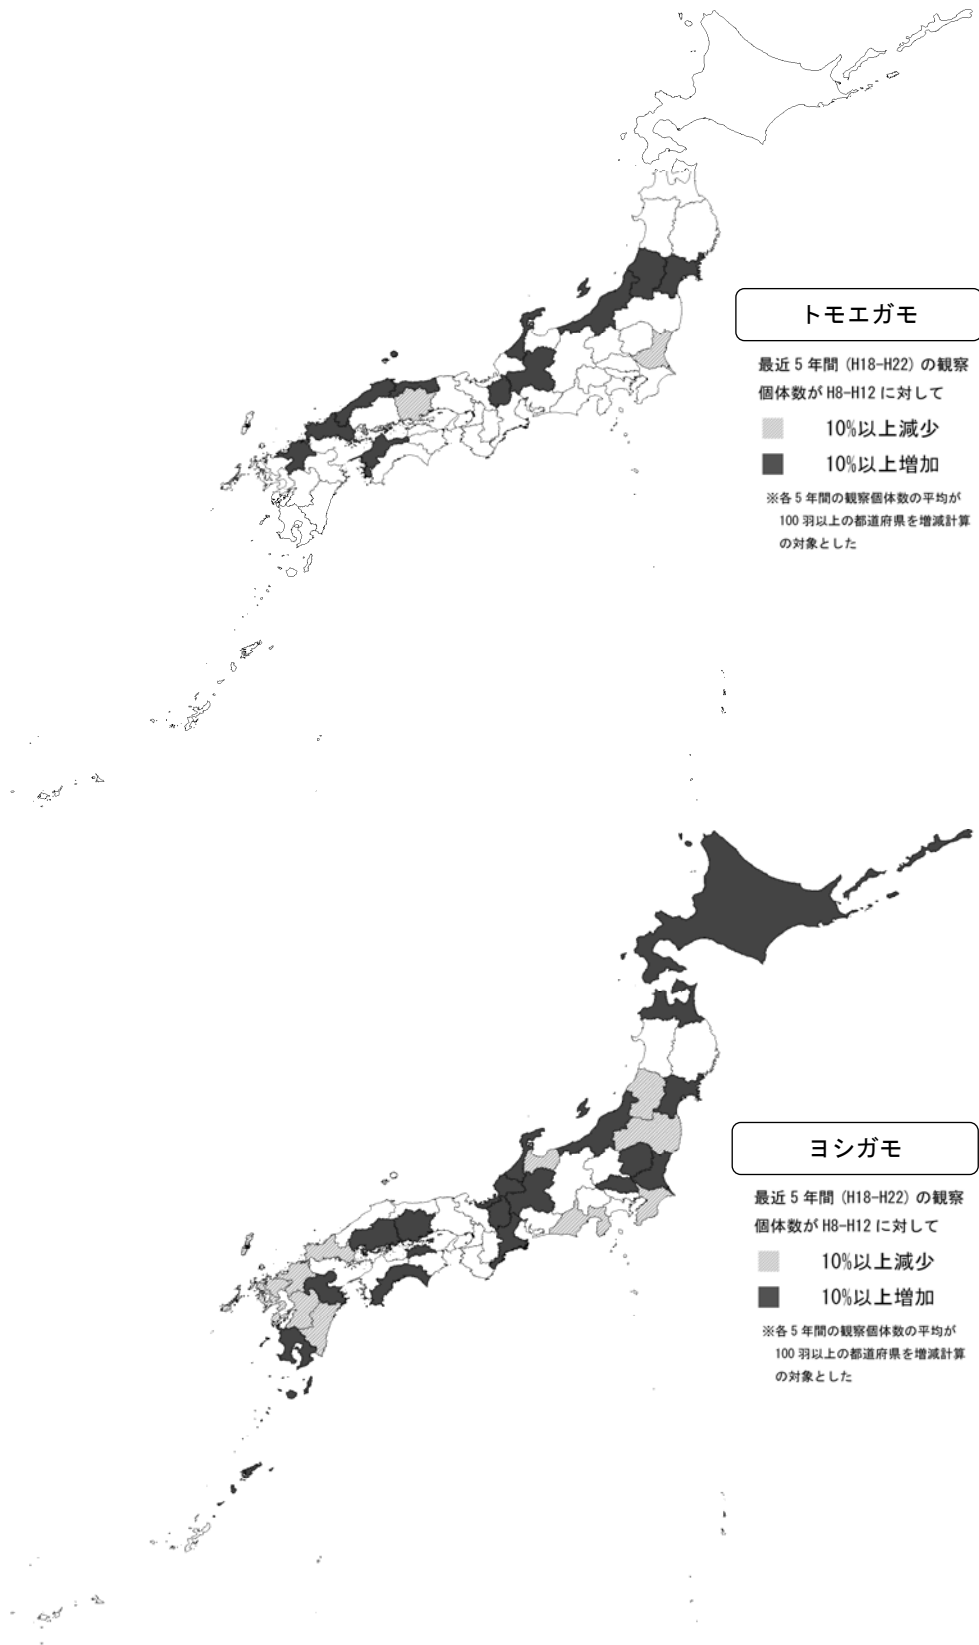 トモエガモ
最近5年間(H18-H22)の観察
個体数がH8-H12に対して
10%以上減少
10%以上増加
※各5年間の観察個体数の平均が
100羽以上の都道府県を増減計算
の対象とした
ヨシガモ
最近5年間(H18-H22)の観察
個体数がH8-H12に対して
10%以上減少
10%以上増加
※各5年間の観察個体数の平均が
100羽以上の都道府県を増減計算
の対象とした